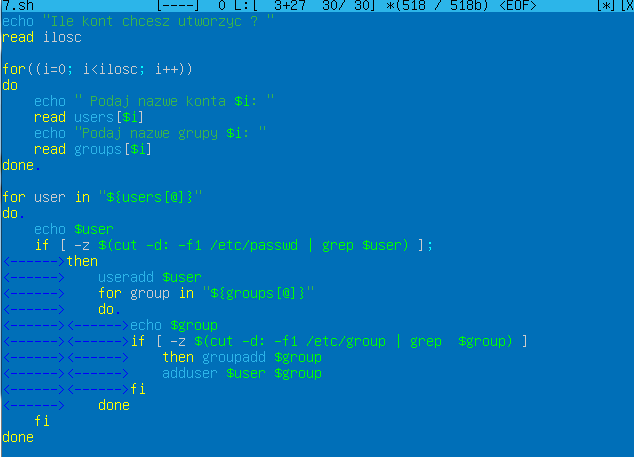 7.sh [----] 0 L:[ 3+27 30/ 30] *(518 / 518b) <EOF> [*][X
echo "Ile kont chcesz utworzyc ? "
read ilosc
for((i=0; i<ilosc; i++))
do
echo " Podaj nazwe konta $i: "
read users[$i]
echo "Podaj nazwe grupy $i: "
read groups[$i]
done.
for user in "${users[@]}"
do.
echo $user
if [ -z $(cut -d: -f1 /etc/passwd | grep $user) ];
<------>then
<------> useradd $user
<------> for group in "${groups[@]}"
<------> do.
<------><------>echo $group
<------><------>if [ -z $(cut -d: -f1 /etc/group | grep  $group) ]
<------><------> then groupadd $group
<------><------> adduser $user $group
<------><------>fi
<------> done
fi
done